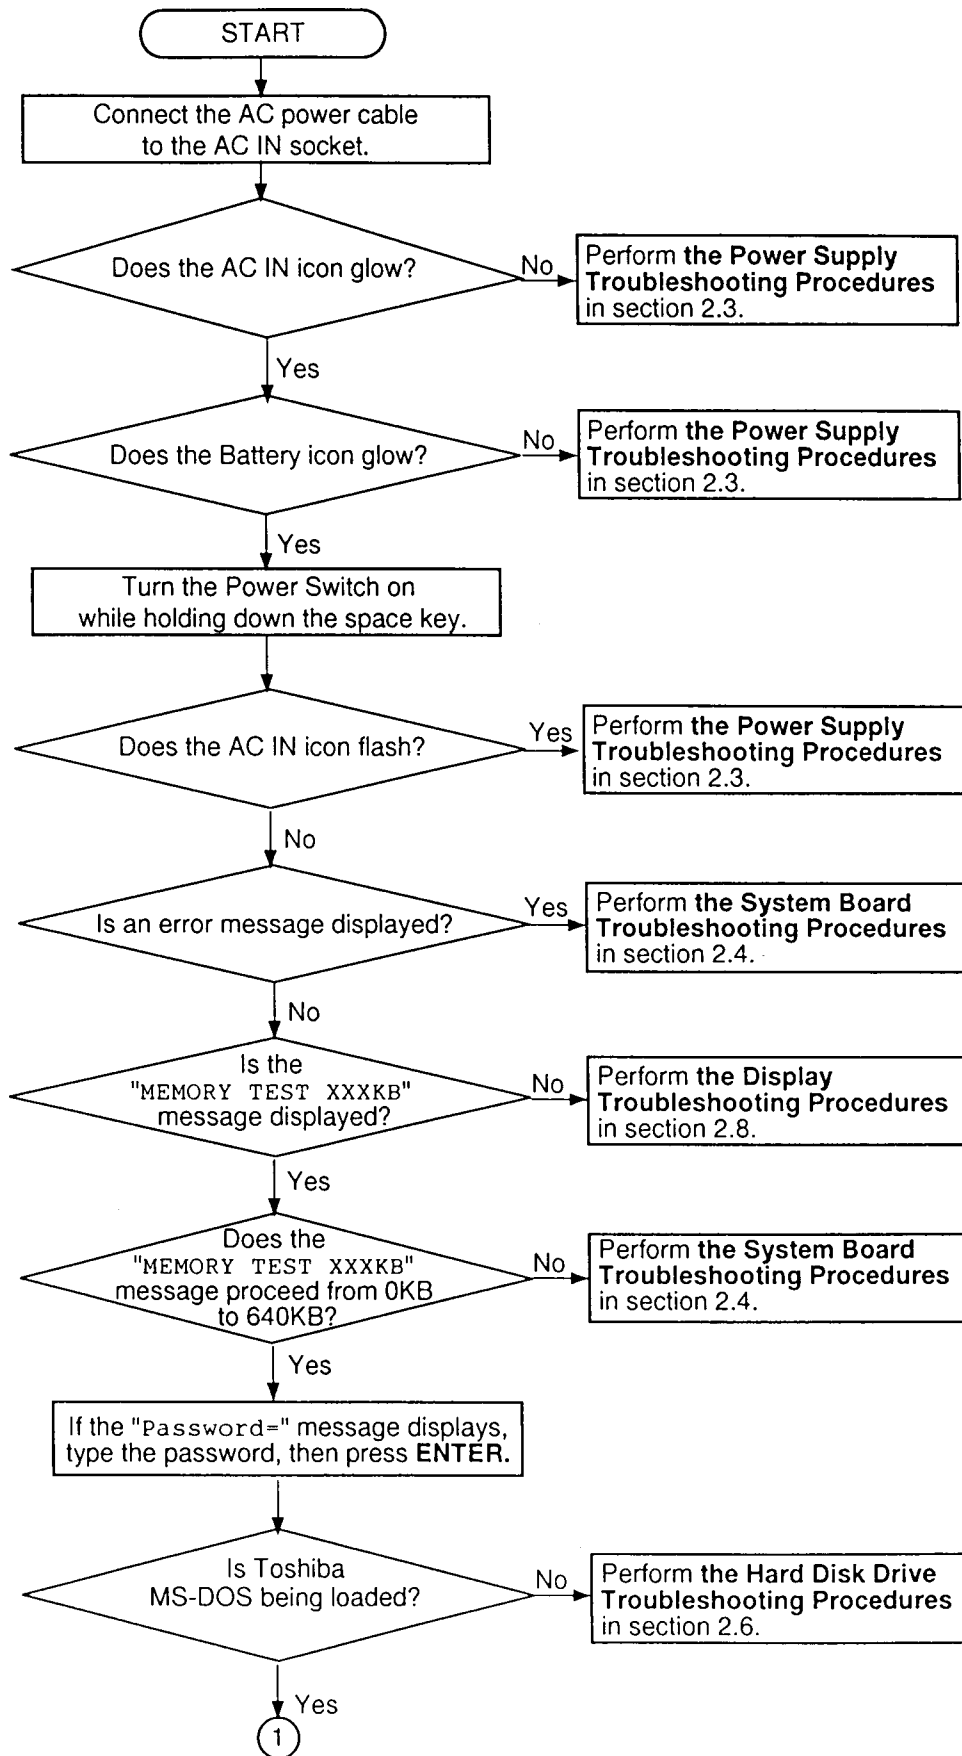 START
Connect the AC power cable
to the AC IN socket.
Does the AC IN icon glow?
No
Perform the Power Supply
Troubleshooting Procedures
in section 2.3.
Yes
Does the Battery icon glow?
No
Perform the Power Supply
Troubleshooting Procedures
in section 2.3.
Yes
Turn the Power Switch on
while holding down the space key.
Does the AC IN icon flash?
Yes
Perform the Power Supply
Troubleshooting Procedures
in section 2.3.
No
Is an error message displayed?
Yes
Perform the System Board
Troubleshooting Procedures
in section 2.4.
No
Is the
"MEMORY TEST XXXKB"
message displayed?
No
Perform the Display
Troubleshooting Procedures
in section 2.8.
Yes
Does the
"MEMORY TEST XXXKB"
message proceed from 0KB
to 640KB?
No
Perform the System Board
Troubleshooting Procedures
in section 2.4.
Yes
If the "Password=" message displays,
type the password, then press ENTER.
Is Toshiba
MS-DOS being loaded?
No
Perform the Hard Disk Drive
Troubleshooting Procedures
in section 2.6.
Yes
1